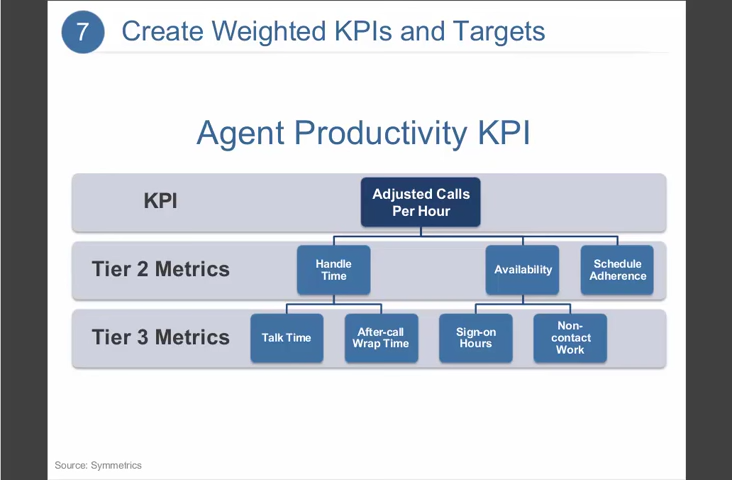 7
Create Weighted KPIs and Targets
Agent Productivity KPI
KPI
Adjusted Calls
Per Hour
Tier 2 Metrics
Handle
Time
Availability
Schedule
Adherence
Tier 3 Metrics
Talk Time
After-call
Wrap Time
Sign-on
Hours
Non-
contact
Work
Source: Symmetrics